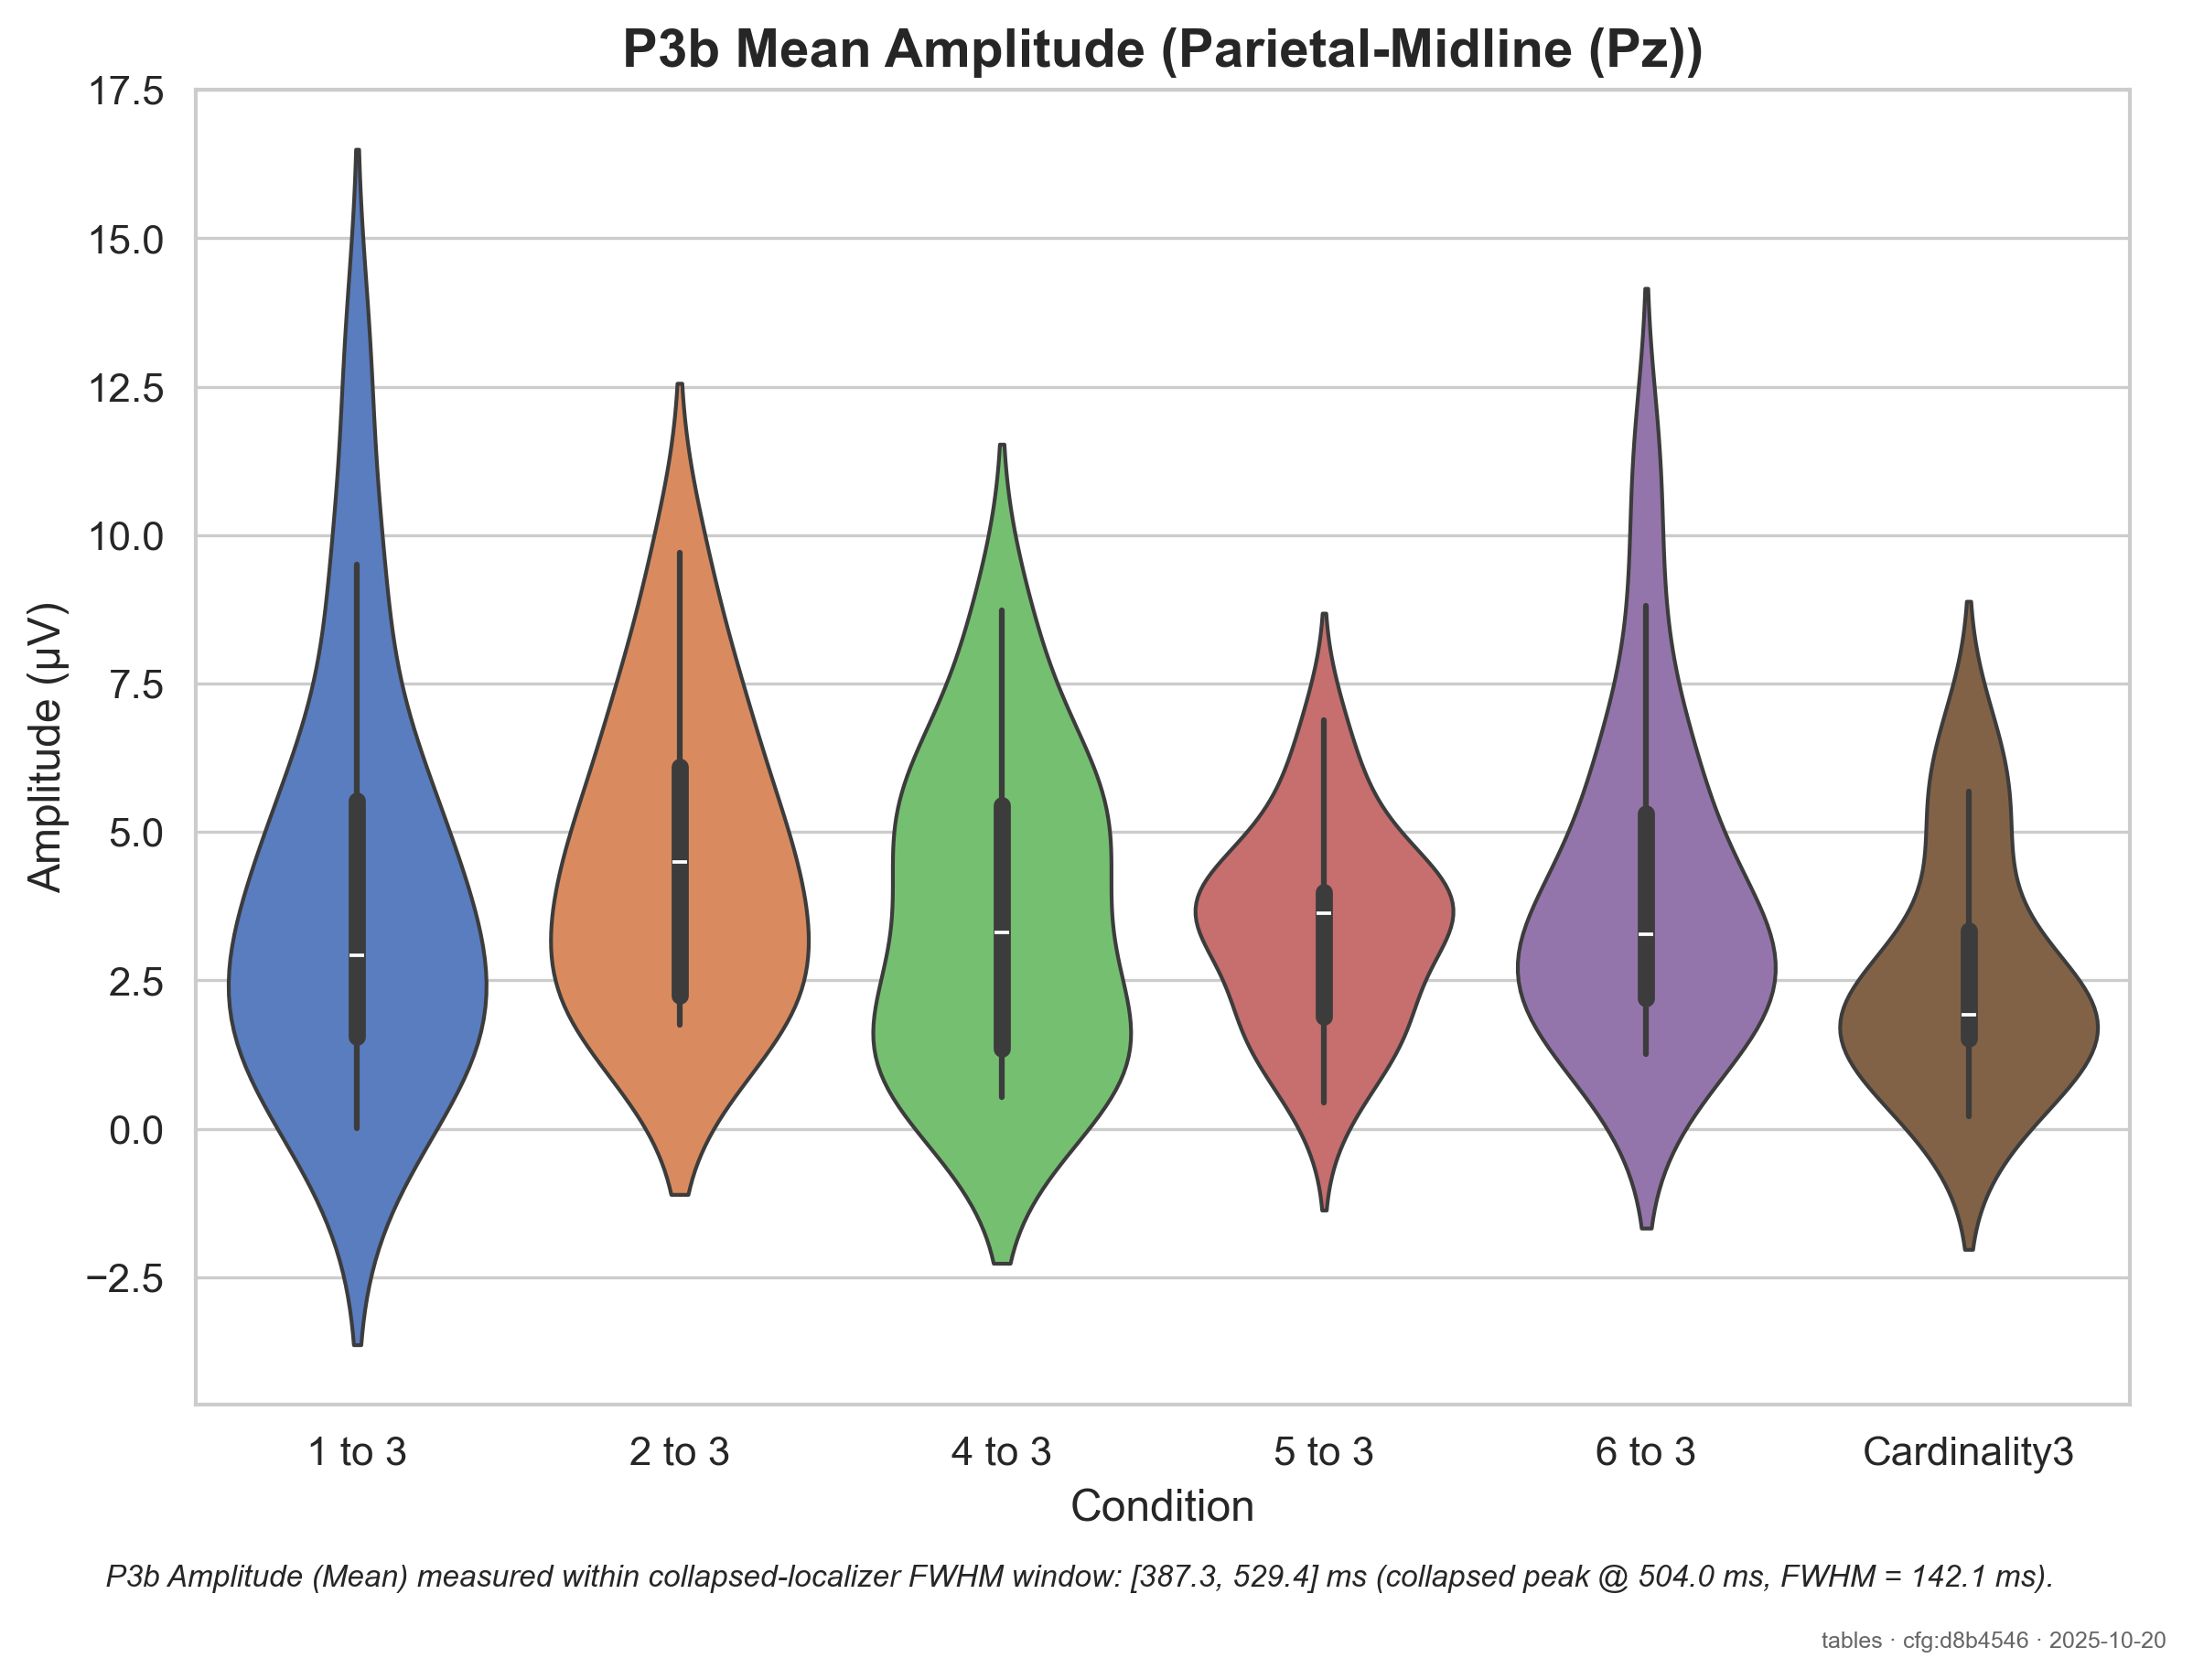 P3b Mean Amplitude (Parietal-Midline (Pz))
17.5
15.0
12.5
10.0
7.5
5.0
2.5
0.0
−2.5
Amplitude (µV)
1 to 3
2 to 3
4 to 3
5 to 3
6 to 3
Cardinality3
Condition
P3b Amplitude (Mean) measured within collapsed-localizer FWHM window: [387.3, 529.4] ms (collapsed peak @ 504.0 ms, FWHM = 142.1 ms).
tables · cfg:d8b4546 · 2025-10-20